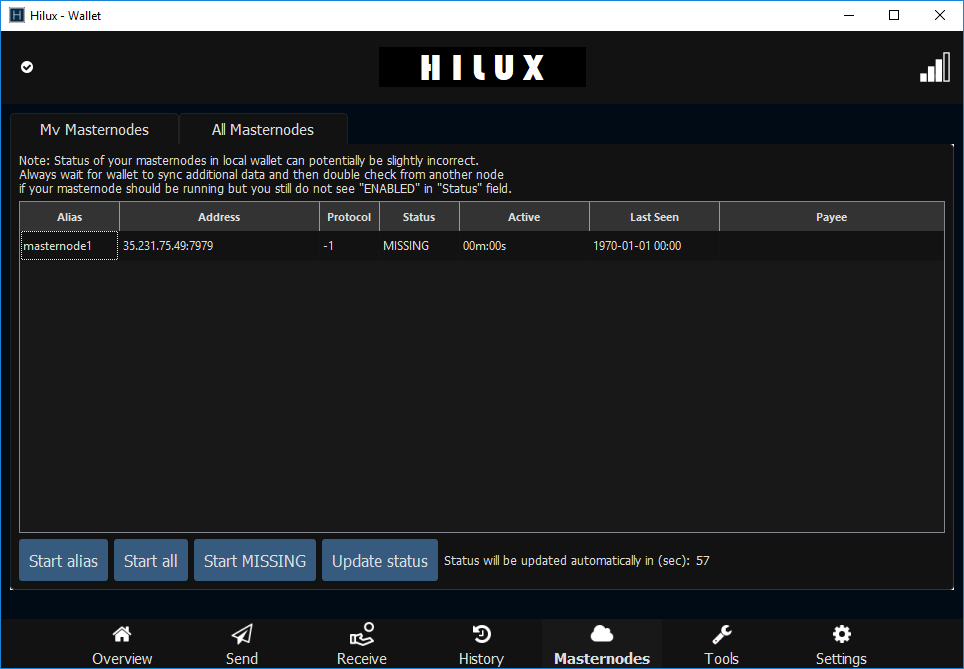 Hilux - Wallet
HILUX
My Masternodes
All Masternodes
Note: Status of your masternodes in local wallet can potentially be slightly incorrect.
Always wait for wallet to sync additional data and then double check from another node
if your masternode should be running but you still do not see "ENABLED" in "Status" field.
Alias Address Protocol Status Active Last Seen Payee
masternode1 35.231.75.49:7979 -1 MISSING 00m:00s 1970-01-01 00:00
Start alias Start all Start MISSING Update status Status will be updated automatically in (sec): 57
Overview Send Receive History Masternodes Tools Settings